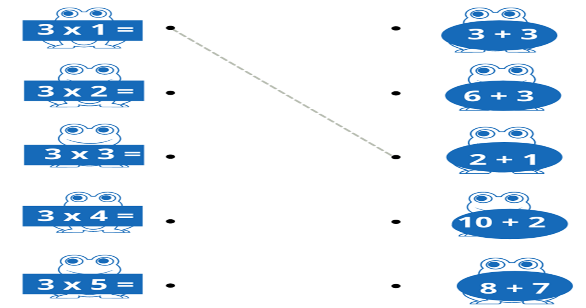 3 x 1 =
3 + 3
3 x 2 =
6 + 3
3 x 3 =
2 + 1
3 x 4 =
10 + 2
3 x 5 =
8 + 7